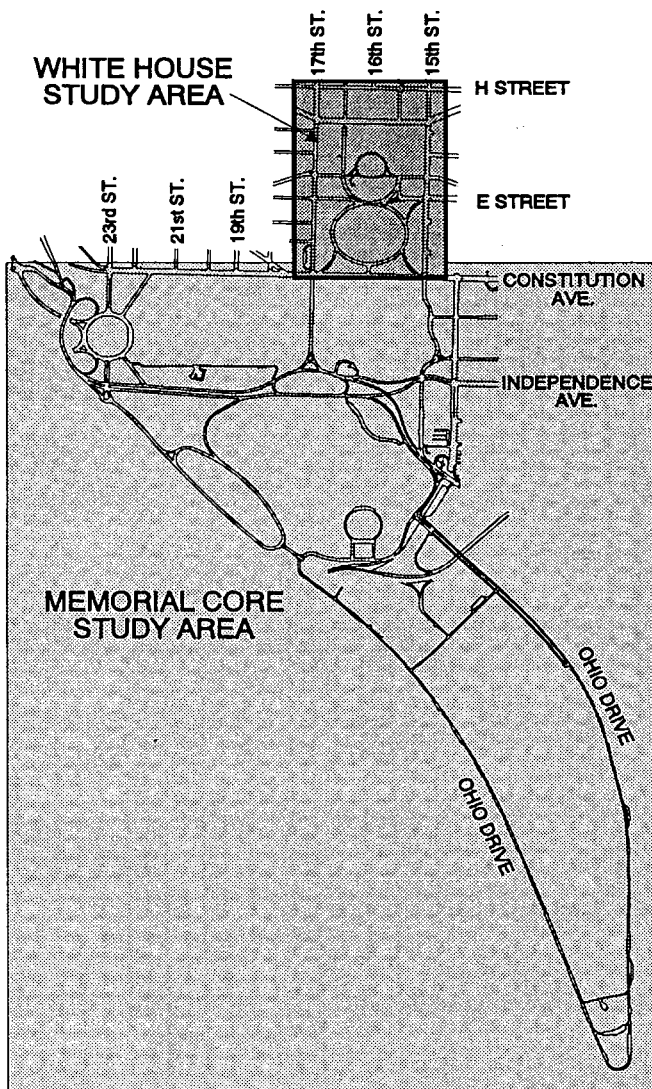 17th ST.
16th ST.
15th ST.
WHITE HOUSE
STUDY AREA
H STREET
E STREET
23rd ST.
21st ST.
19th ST.
CONSTITUTION
AVE.
INDEPENDENCE
AVE.
MEMORIAL CORE
STUDY AREA
OHIO DRIVE
OHIO DRIVE